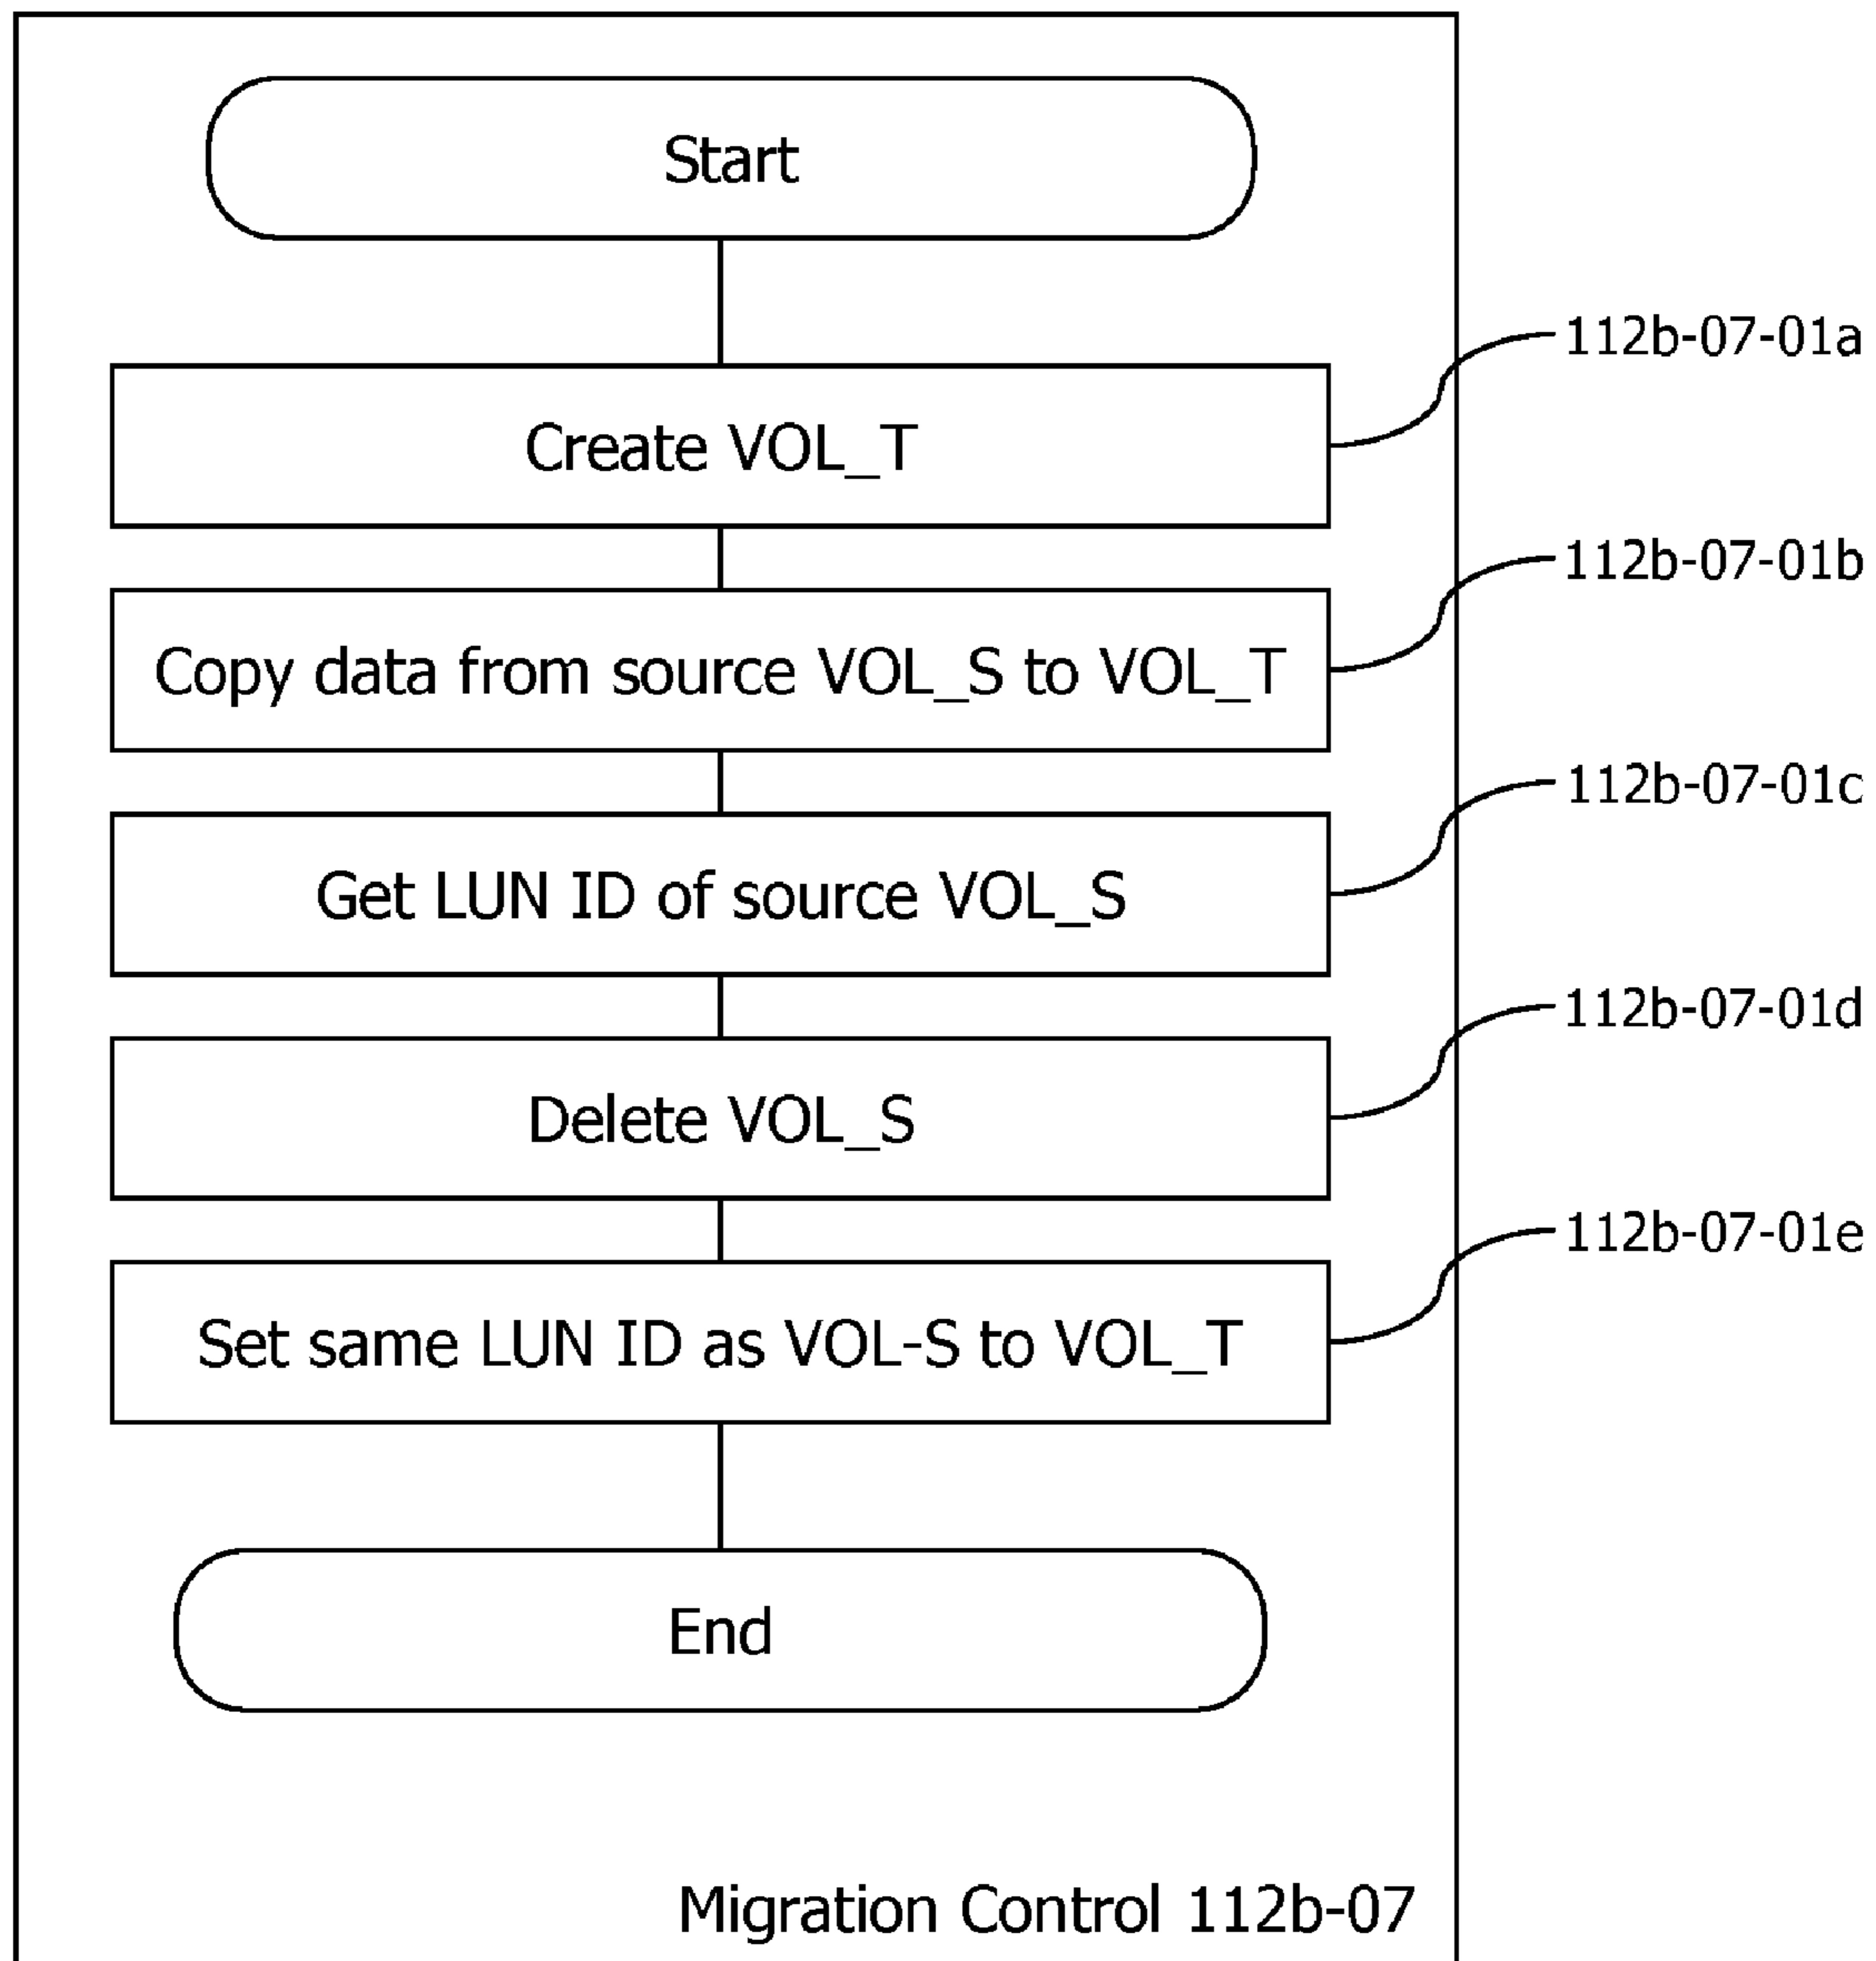 Start
112b-07-01a
Create VOL_T
112b-07-01b
Copy data from source VOL_S to VOL_T
112b-07-01c
Get LUN ID of source VOL_S
112b-07-01d
Delete VOL_S
112b-07-01e
Set same LUN ID as VOL-S to VOL_T
End
Migration Control 112b-07